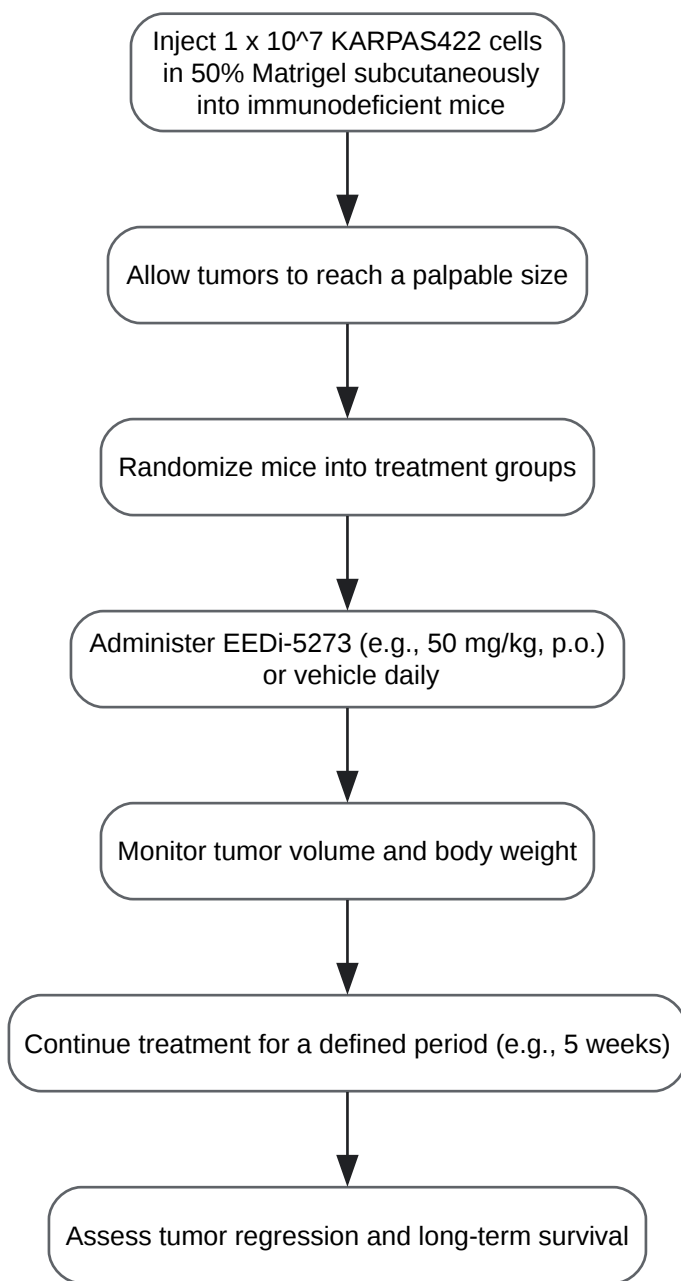 Inject 1 x 10^7 KARPAS422 cells
in 50% Matrigel subcutaneously
into immunodeficient mice
Allow tumors to reach a palpable size
Randomize mice into treatment groups
Administer EEDi-5273 (e.g., 50 mg/kg, p.o.)
or vehicle daily
Monitor tumor volume and body weight
Continue treatment for a defined period (e.g., 5 weeks)
Assess tumor regression and long-term survival